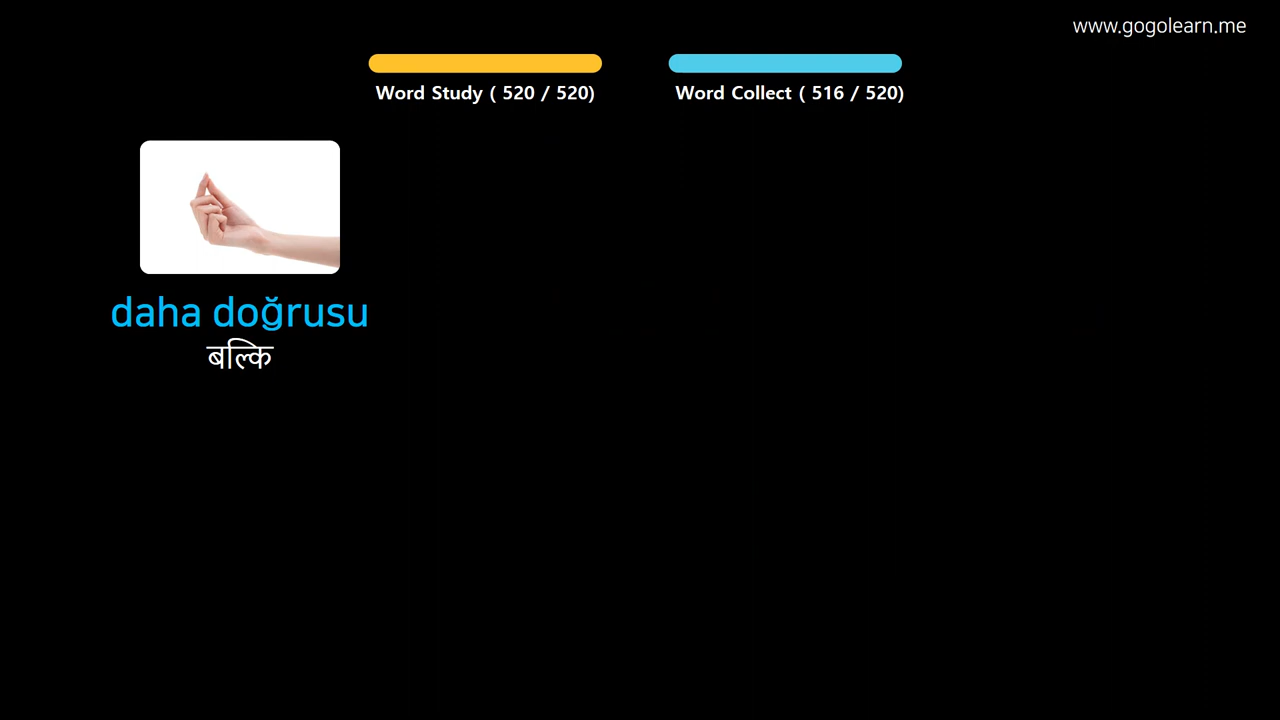 www.gogolearn.me
Word Study ( 520 / 520)
Word Collect ( 516 / 520)
daha doğrusu
बल्कि